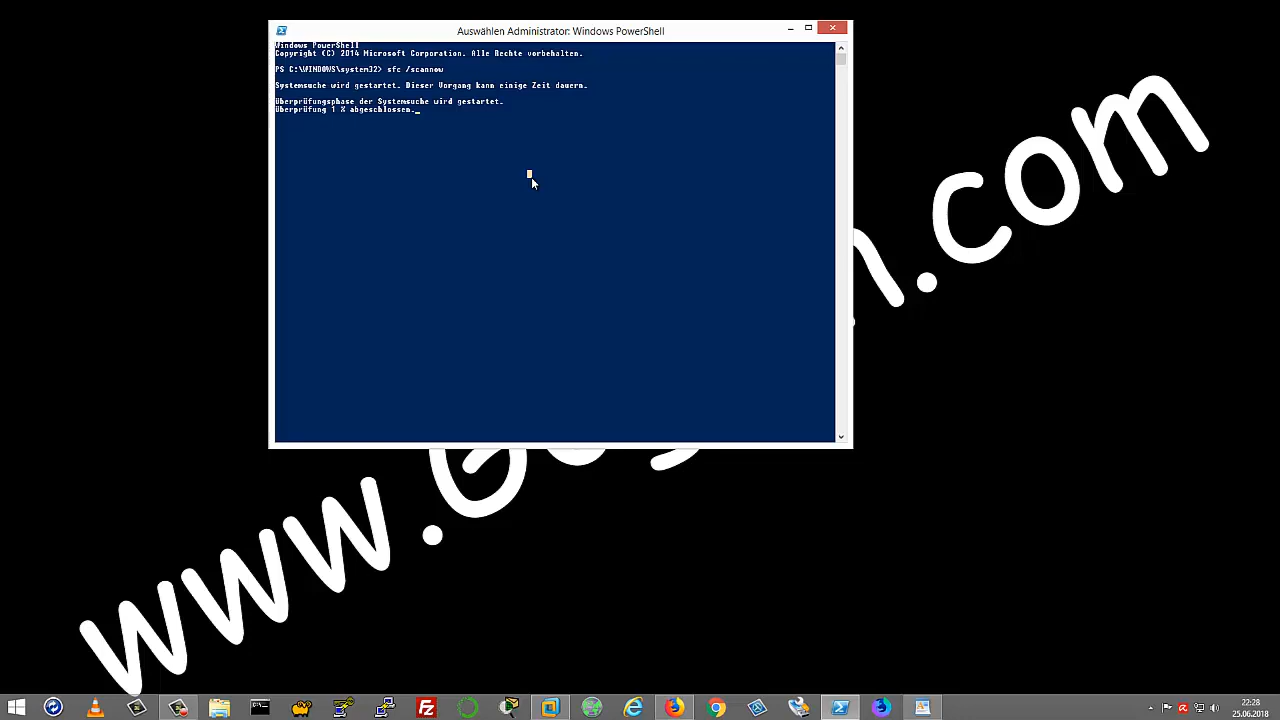 Auswählen Administrator: Windows PowerShell
Windows PowerShell
Copyright (C) 2014 Microsoft Corporation. Alle Rechte vorbehalten.
PS C:\WINDOWS\system32> sfc /scannow
Systemsuche wird gestartet. Dieser Vorgang kann einige Zeit dauern.
Überprüfungsphase der Systemsuche wird gestartet.
Überprüfung 1 % abgeschlossen.
www.
.com
22:28
25.06.2018